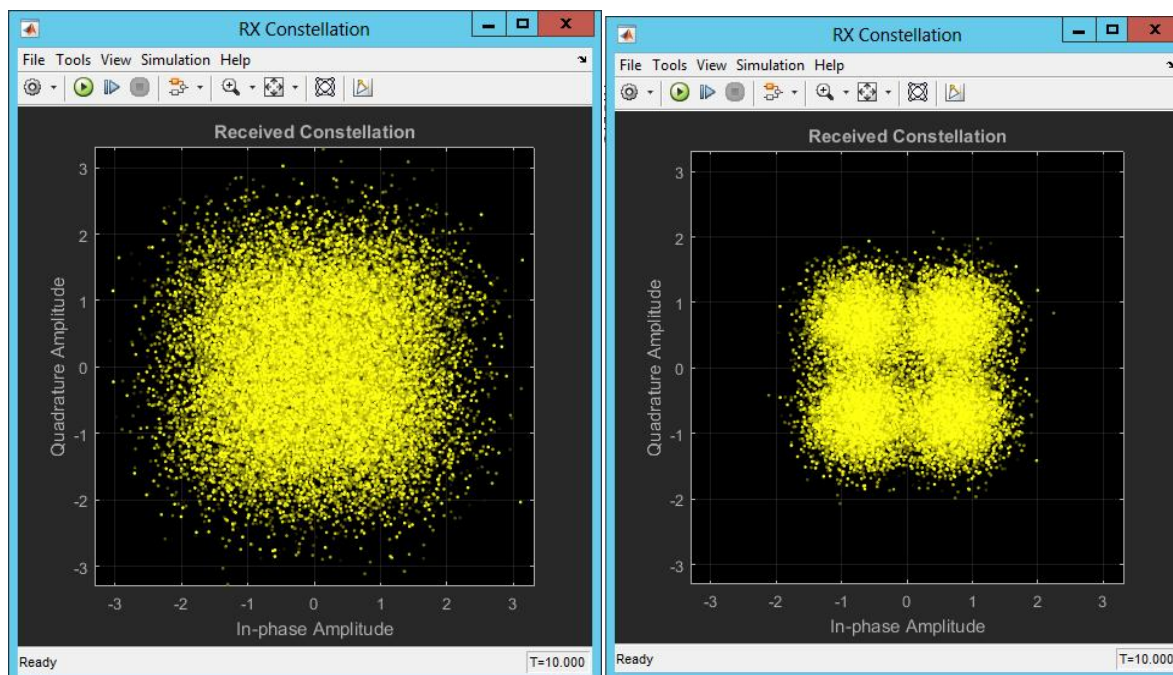 RX Constellation
File Tools View Simulation Help
Received Constellation
3
2
1
0
-1
-2
-3
Quadrature Amplitude
-3 -2 -1 0 1 2 3
In-phase Amplitude
Ready T=10.000
RX Constellation
File Tools View Simulation Help
Received Constellation
3
2
1
0
-1
-2
-3
Quadrature Amplitude
-3 -2 -1 0 1 2 3
In-phase Amplitude
Ready T=10.000